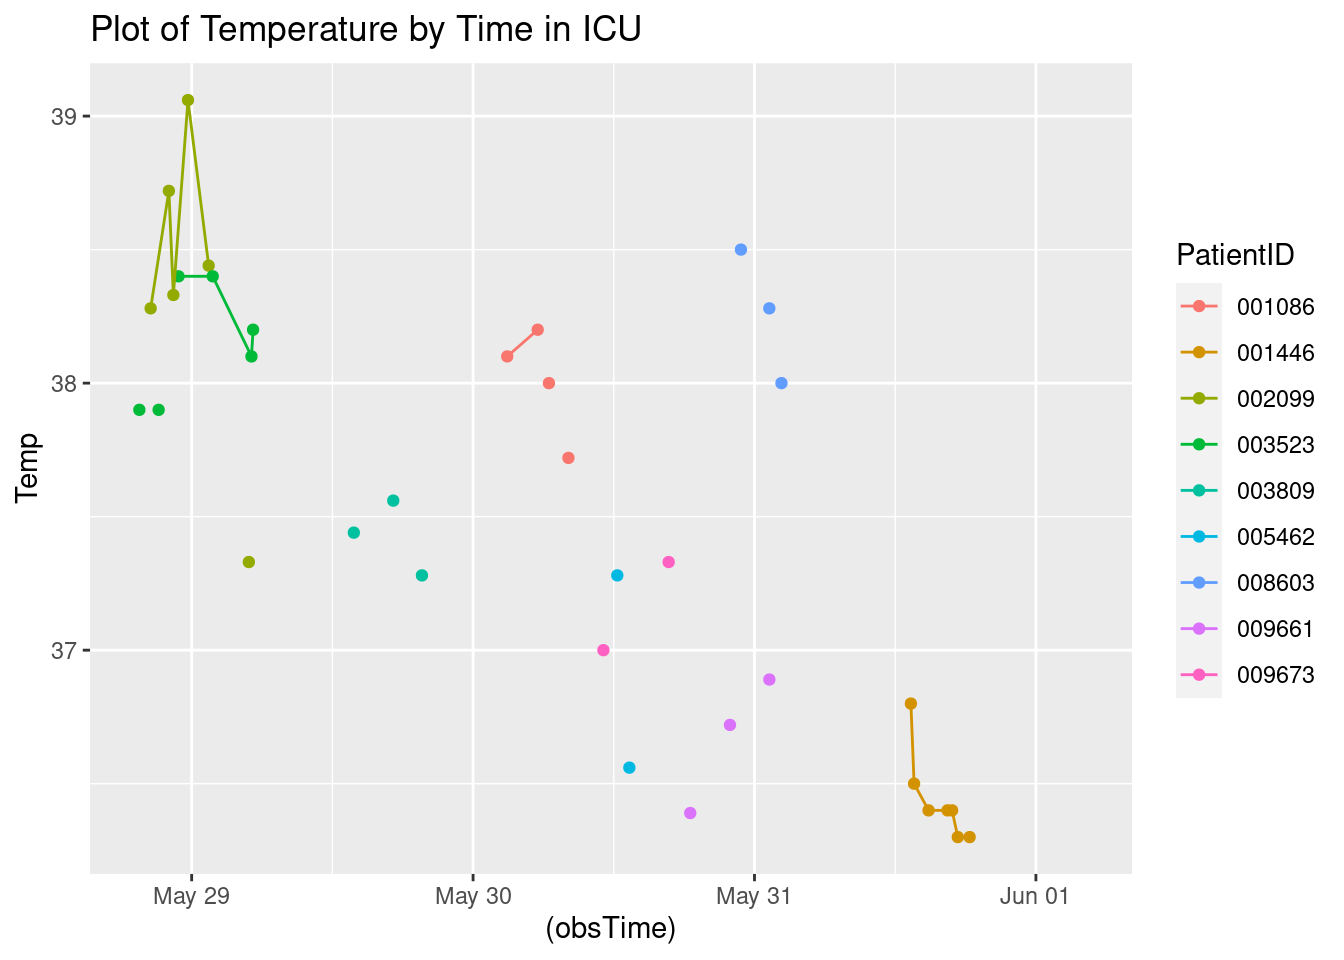 Plot of Temperature by Time in ICU
39
38
37
Temp
May 29
May 30
May 31
Jun 01
(obsTime)
PatientID
001086
001446
002099
003523
003809
005462
008603
009661
009673